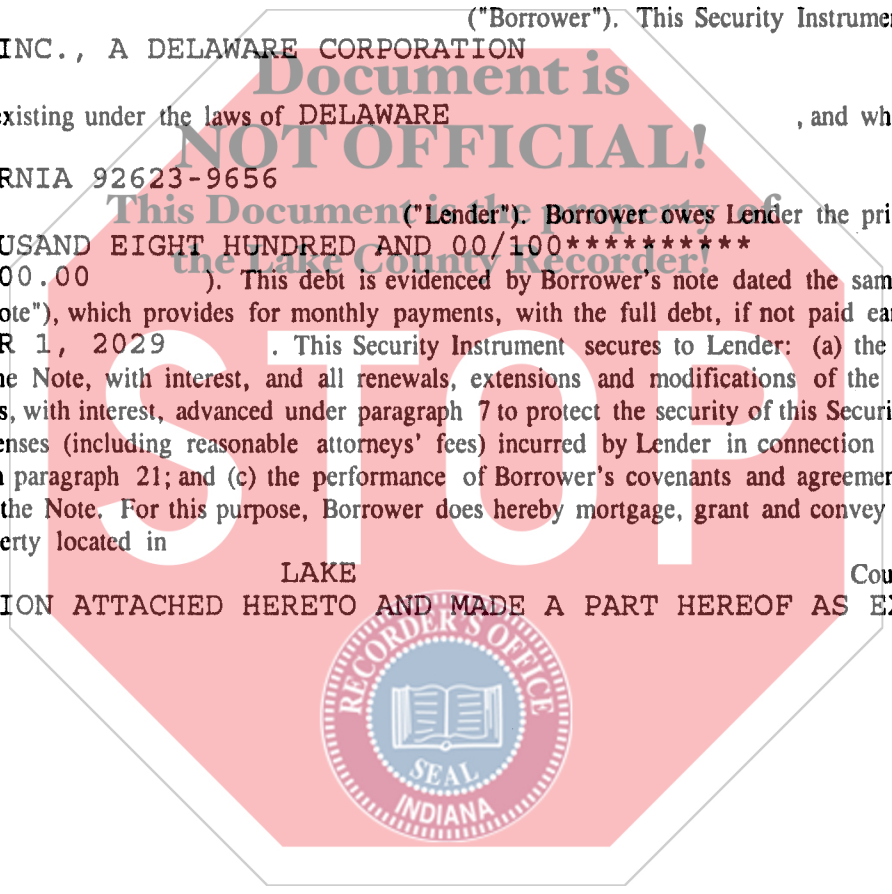 ("Borrower"). This Security Instrume
INC., A DELAWARE CORPORATION
Document is
existing under the laws of DELAWARE , and wh
NOT OFFICIAL!
RNIA 92623-9656
This Document is the property of
("Lender"). Borrower owes Lender the pri
USAND EIGHT HUNDRED AND 00/100**********
the Lake County Recorder!
00.00 ). This debt is evidenced by Borrower's note dated the sam
ote"), which provides for monthly payments, with the full debt, if not paid ear
R 1, 2029 . This Security Instrument secures to Lender: (a) the
he Note, with interest, and all renewals, extensions and modifications of the
s, with interest, advanced under paragraph 7 to protect the security of this Securi
enses (including reasonable attorneys' fees) incurred by Lender in connection
n paragraph 21; and (c) the performance of Borrower's covenants and agreemen
the Note. For this purpose, Borrower does hereby mortgage, grant and convey
erty located in
STOP
LAKE Cou
ION ATTACHED HERETO AND MADE A PART HEREOF AS EX
RECORDER'S OFFICE
SEAL
INDIANA